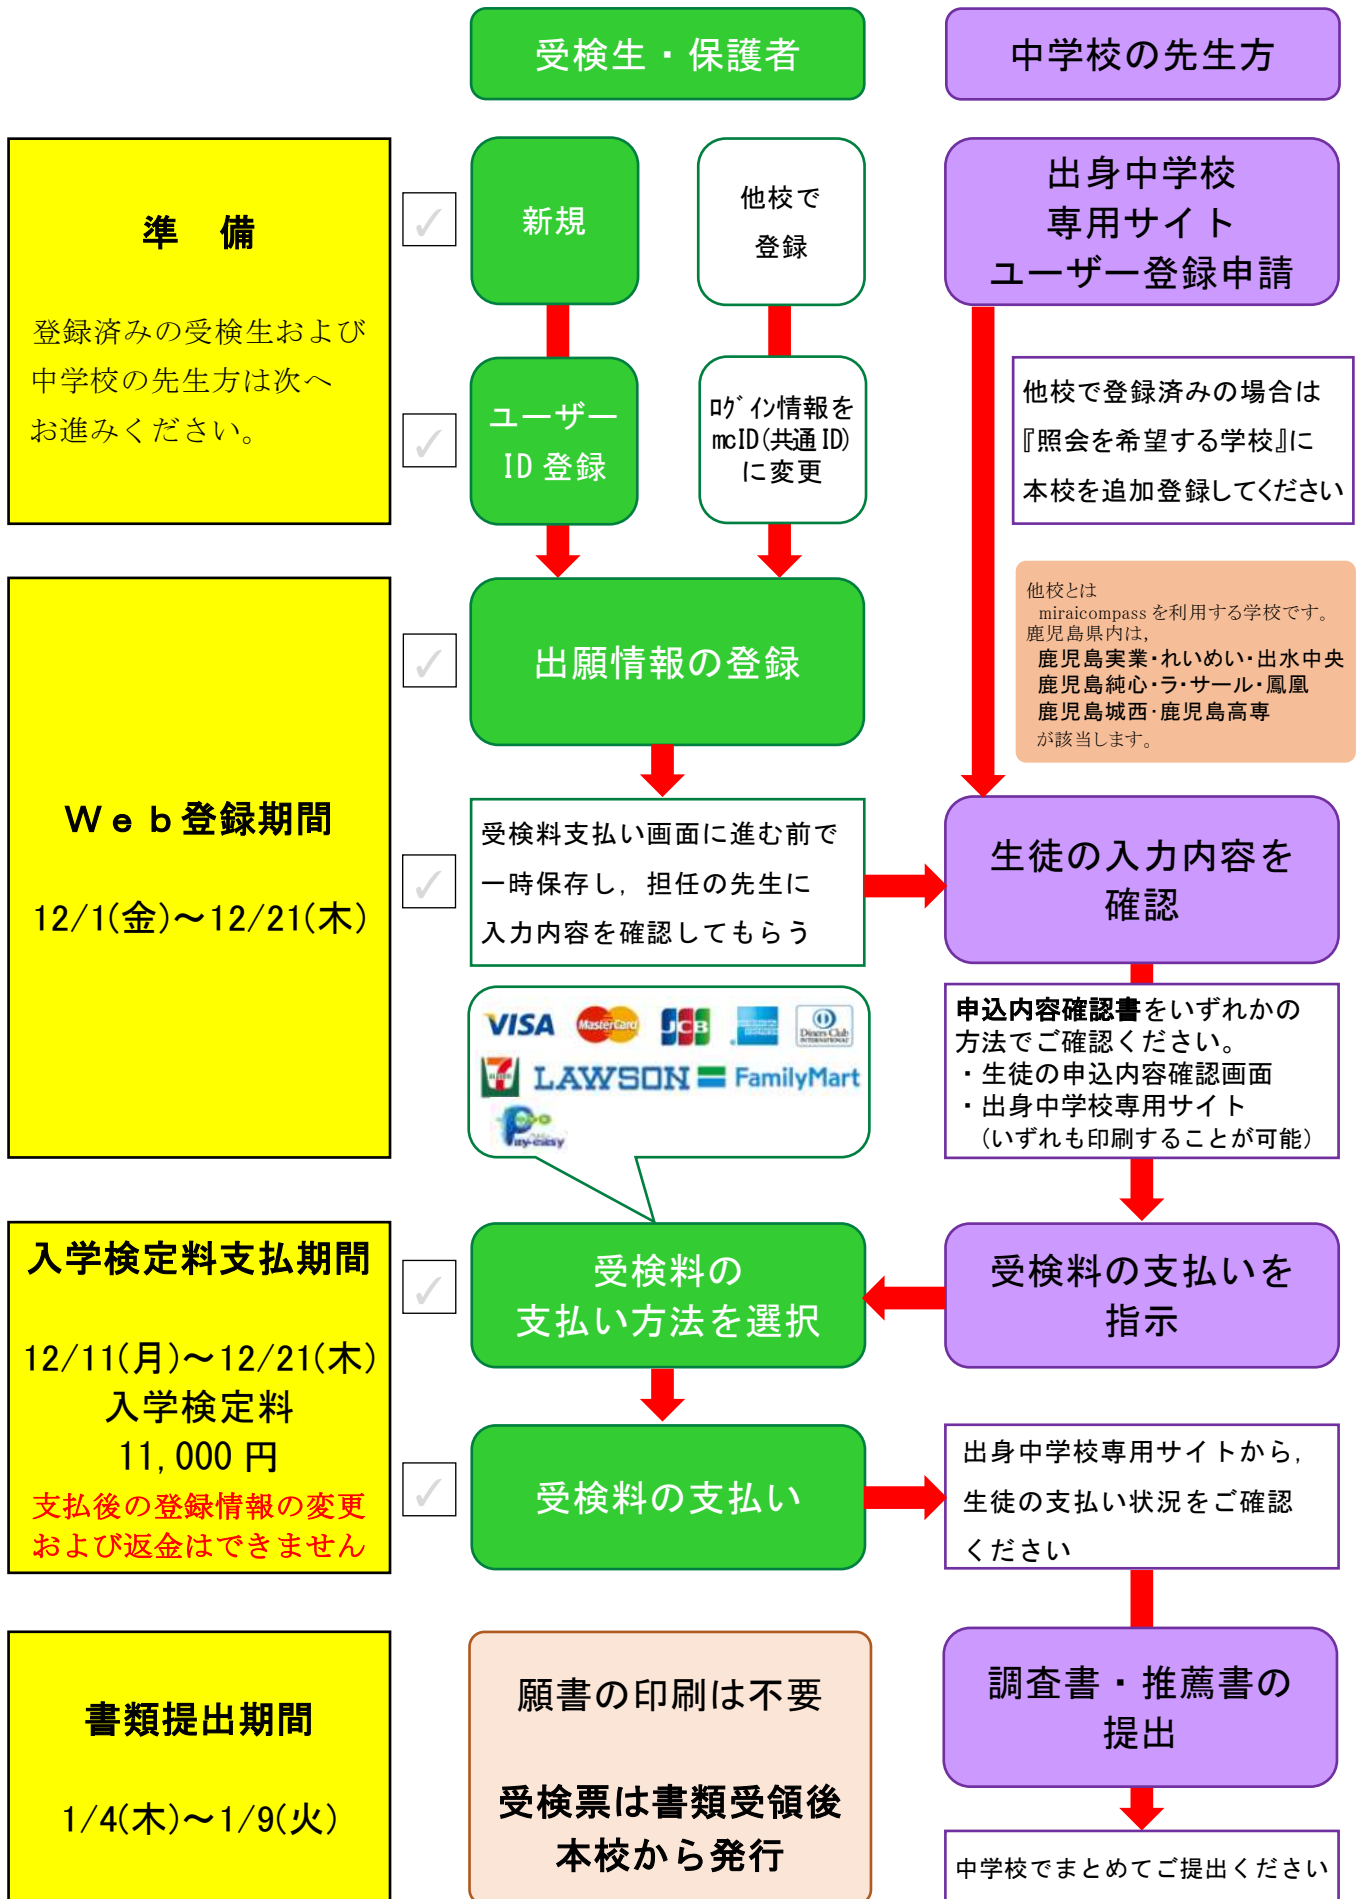 受検生・保護者
中学校の先生方
準　備
登録済みの受検生および
中学校の先生方は次へ
お進みください。
新規
他校で
登録
出身中学校
専用サイト
ユーザー登録申請
ユーザー
ID 登録
ログイン情報を
mcID(共通 ID)
に変更
他校で登録済みの場合は
『照会を希望する学校』に
本校を追加登録してください
他校とは
miraicompass を利用する学校です。
鹿児島県内は,
鹿児島実業・れいめい・出水中央
鹿児島純心・ラ・サール・鳳凰
鹿児島城西・鹿児島高専
が該当します。
Ｗｅｂ登録期間
12/1(金)～12/21(木)
出願情報の登録
受検料支払い画面に進む前で
一時保存し, 担任の先生に
入力内容を確認してもらう
生徒の入力内容を
確認
申込内容確認書をいずれかの
方法でご確認ください。
・生徒の申込内容確認画面
・出身中学校専用サイト
(いずれも印刷することが可能)
VISA MasterCard JCB AMERICAN EXPRESS Diners Club INTERNATIONAL
7 ELEVEN LAWSON FamilyMart
Pay-easy
入学検定料支払期間
12/11(月)～12/21(木)
入学検定料
11,000 円
支払後の登録情報の変更
および返金はできません
受検料の
支払い方法を選択
受検料の支払いを
指示
受検料の支払い
出身中学校専用サイトから,
生徒の支払い状況をご確認
ください
書類提出期間
1/4(木)～1/9(火)
願書の印刷は不要
受検票は書類受領後
本校から発行
調査書・推薦書の
提出
中学校でまとめてご提出ください